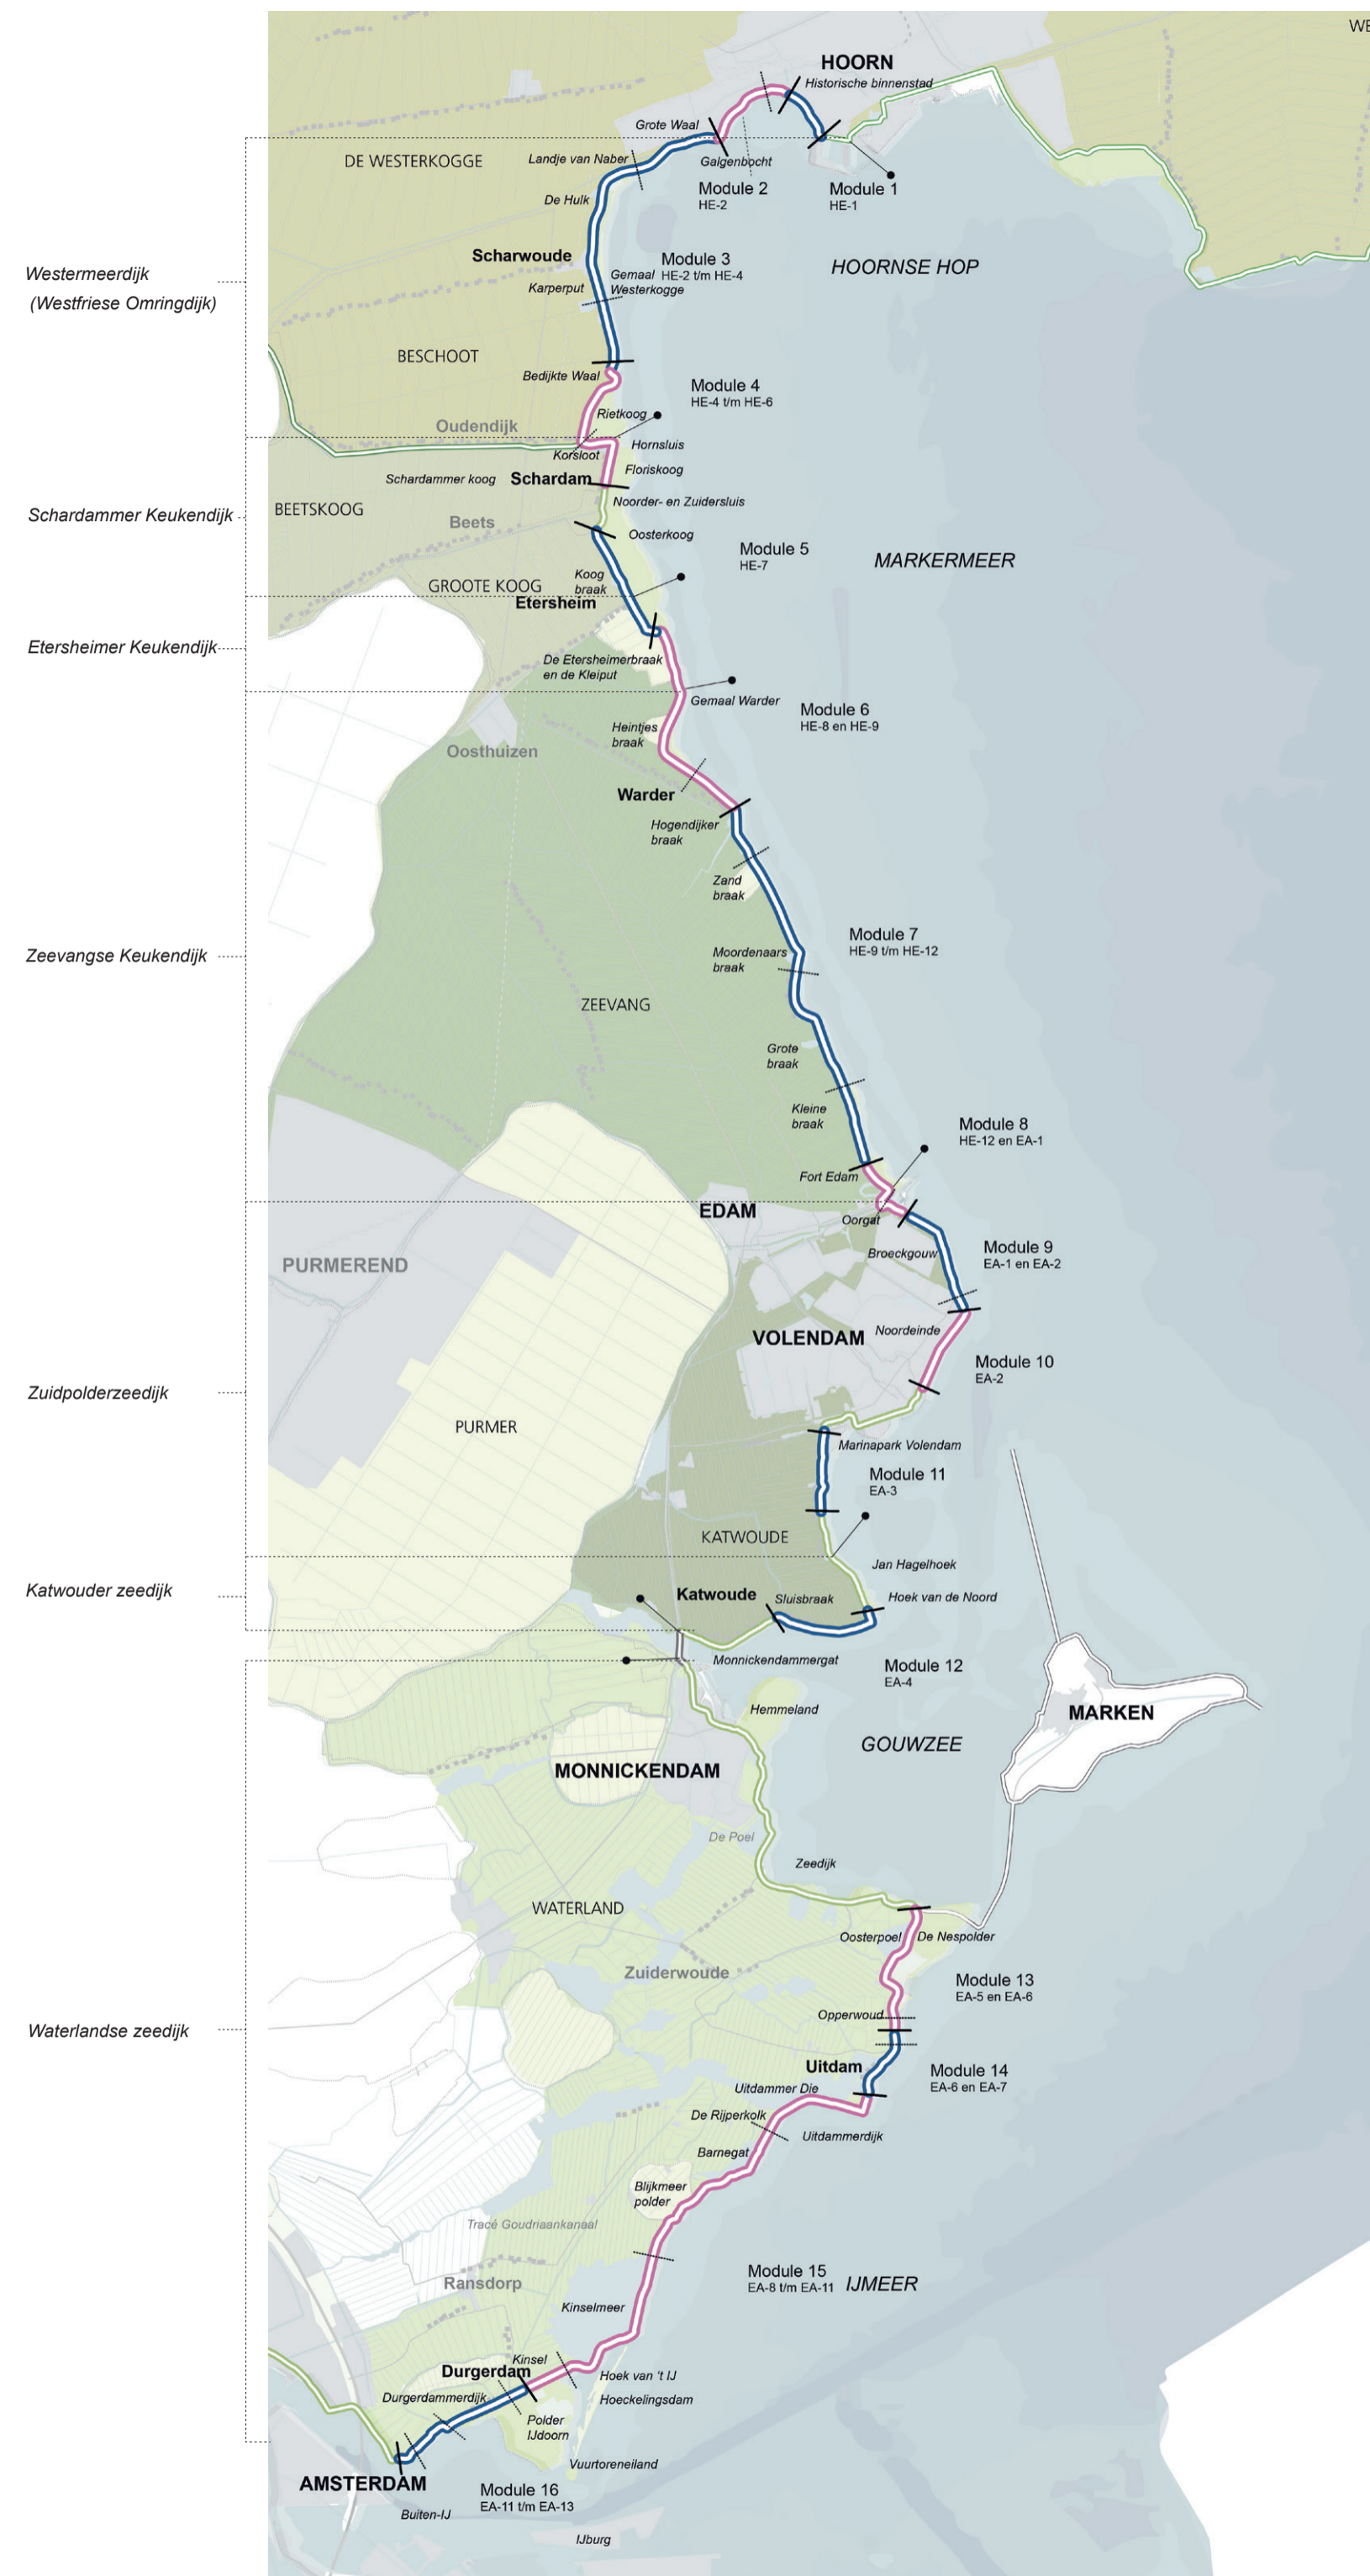 WE
HOORN
Historische binnenstad
Grote Waal
DE WESTERKOGGE
Landje van Naber
Galgenbocht
Module 2
HE-2
Module 1
HE-1
De Hulk
Scharwoude
Module 3
HE-2 t/m HE-4
HOORNSE HOP
Westermeerdijk
(Westfriese Omringdijk)
Gemaal
Westerkogge
Karperput
BESCHOOT
Bedijkte Waal
Module 4
HE-4 t/m HE-6
Rietkoog
Oudendijk
Hornsluis
Korsloot
Floriskoog
Schardammer koog
Schardam
Noorder- en Zuidersluis
BEETSKOOG
Schardammer Keukendijk
Beets
Oosterkoog
Module 5
HE-7
MARKERMEER
Koog
braak
GROOTE KOOG
Etersheim
Etersheimer Keukendijk
De Etersheimerbraak
en de Kleiput
Gemaal Warder
Module 6
HE-8 en HE-9
Heintjes
braak
Oosthuizen
Warder
Hogendijker
braak
Zand
braak
Module 7
HE-9 t/m HE-12
Zeevangse Keukendijk
Moordenaars
braak
ZEEVANG
Grote
braak
Kleine
braak
Module 8
HE-12 en EA-1
Fort Edam
EDAM
Oorgat
Broeckgouw
Module 9
EA-1 en EA-2
PURMEREND
Noordeinde
VOLENDAM
Module 10
EA-2
Zuidpolderzeedijk
PURMER
Marinapark Volendam
Module 11
EA-3
KATWOUDE
Jan Hagelhoek
Katwouder zeedijk
Katwoude
Sluisbraak
Hoek van de Noord
Monnickendammergat
Module 12
EA-4
Hemmeland
MARKEN
GOUWZEE
MONNICKENDAM
De Poel
Zeedijk
WATERLAND
Oosterpoel
De Nespolder
Zuiderwoude
Module 13
EA-5 en EA-6
Opperwoud
Waterlandse zeedijk
Uitdam
Module 14
EA-6 en EA-7
Uitdammer Die
De Rijperkolk
Uitdammerdijk
Barnegat
Blijkmeer
polder
Tracé Goudriaankanaal
Module 15
EA-8 t/m EA-11
IJMEER
Ransdorp
Kinselmeer
Kinsel
Durgerdam
Hoek van 't IJ
Durgerdammerdijk
Hoeckelingsdam
Polder
IJdoorn
Vuurtoreneiland
AMSTERDAM
Module 16
EA-11 t/m EA-13
Buiten-IJ
IJburg